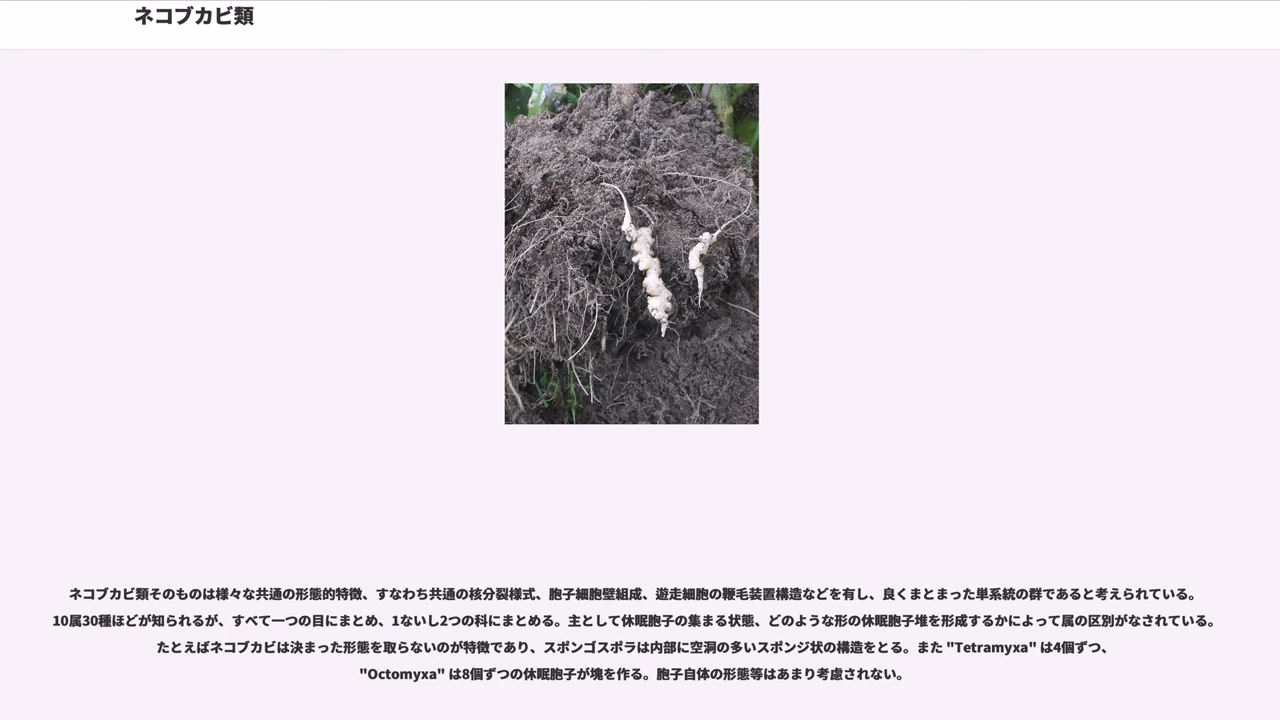 ネコブカビ類
ネコブカビ類そのものは様々な共通の形態的特徴、すなわち共通の核分裂様式、胞子細胞壁組成、遊走細胞の鞭毛装置構造などを有し、良くまとまった単系統の群であると考えられている。
10属30種ほどが知られるが、すべて一つの目にまとめ、1ないし2つの科にまとめる。主として休眠胞子の集まる状態、どのような形の休眠胞子堆を形成するかによって属の区別がなされている。
たとえばネコブカビは決まった形態を取らないのが特徴であり、スポンゴスポラは内部に空洞の多いスポンジ状の構造をとる。また "Tetramyxa" は4個ずつ、
"Octomyxa" は8個ずつの休眠胞子が塊を作る。胞子自体の形態等はあまり考慮されない。